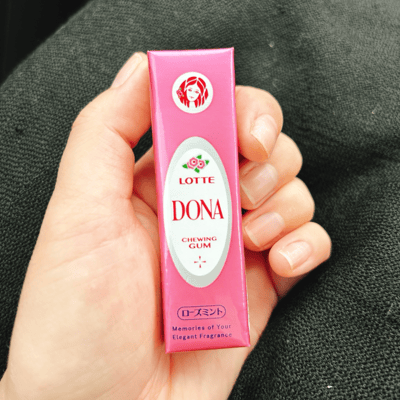 LOTTE
DONA
CHEWING
GUM
ローズミント
Memories of Your
Elegant Fragrance